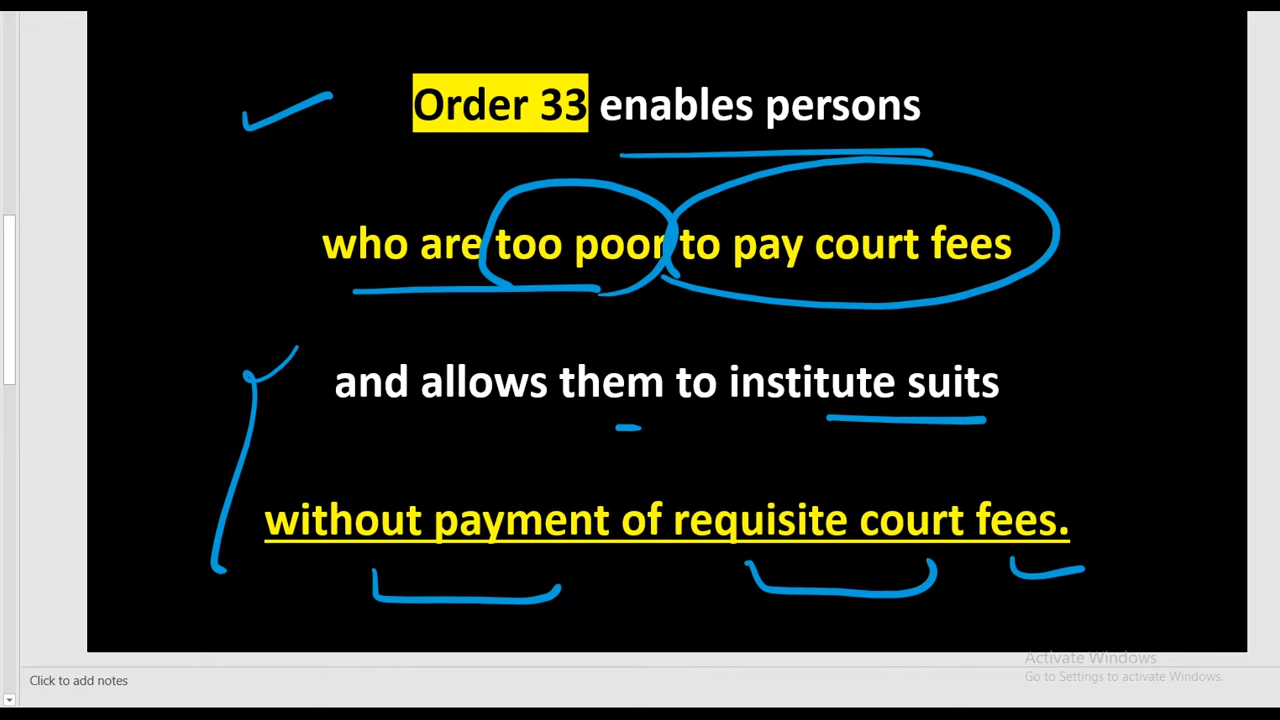 Order 33 enables persons
who are too poor to pay court fees
and allows them to institute suits
without payment of requisite court fees.
Activate Windows
Go to Settings to activate Windows.
Click to add notes